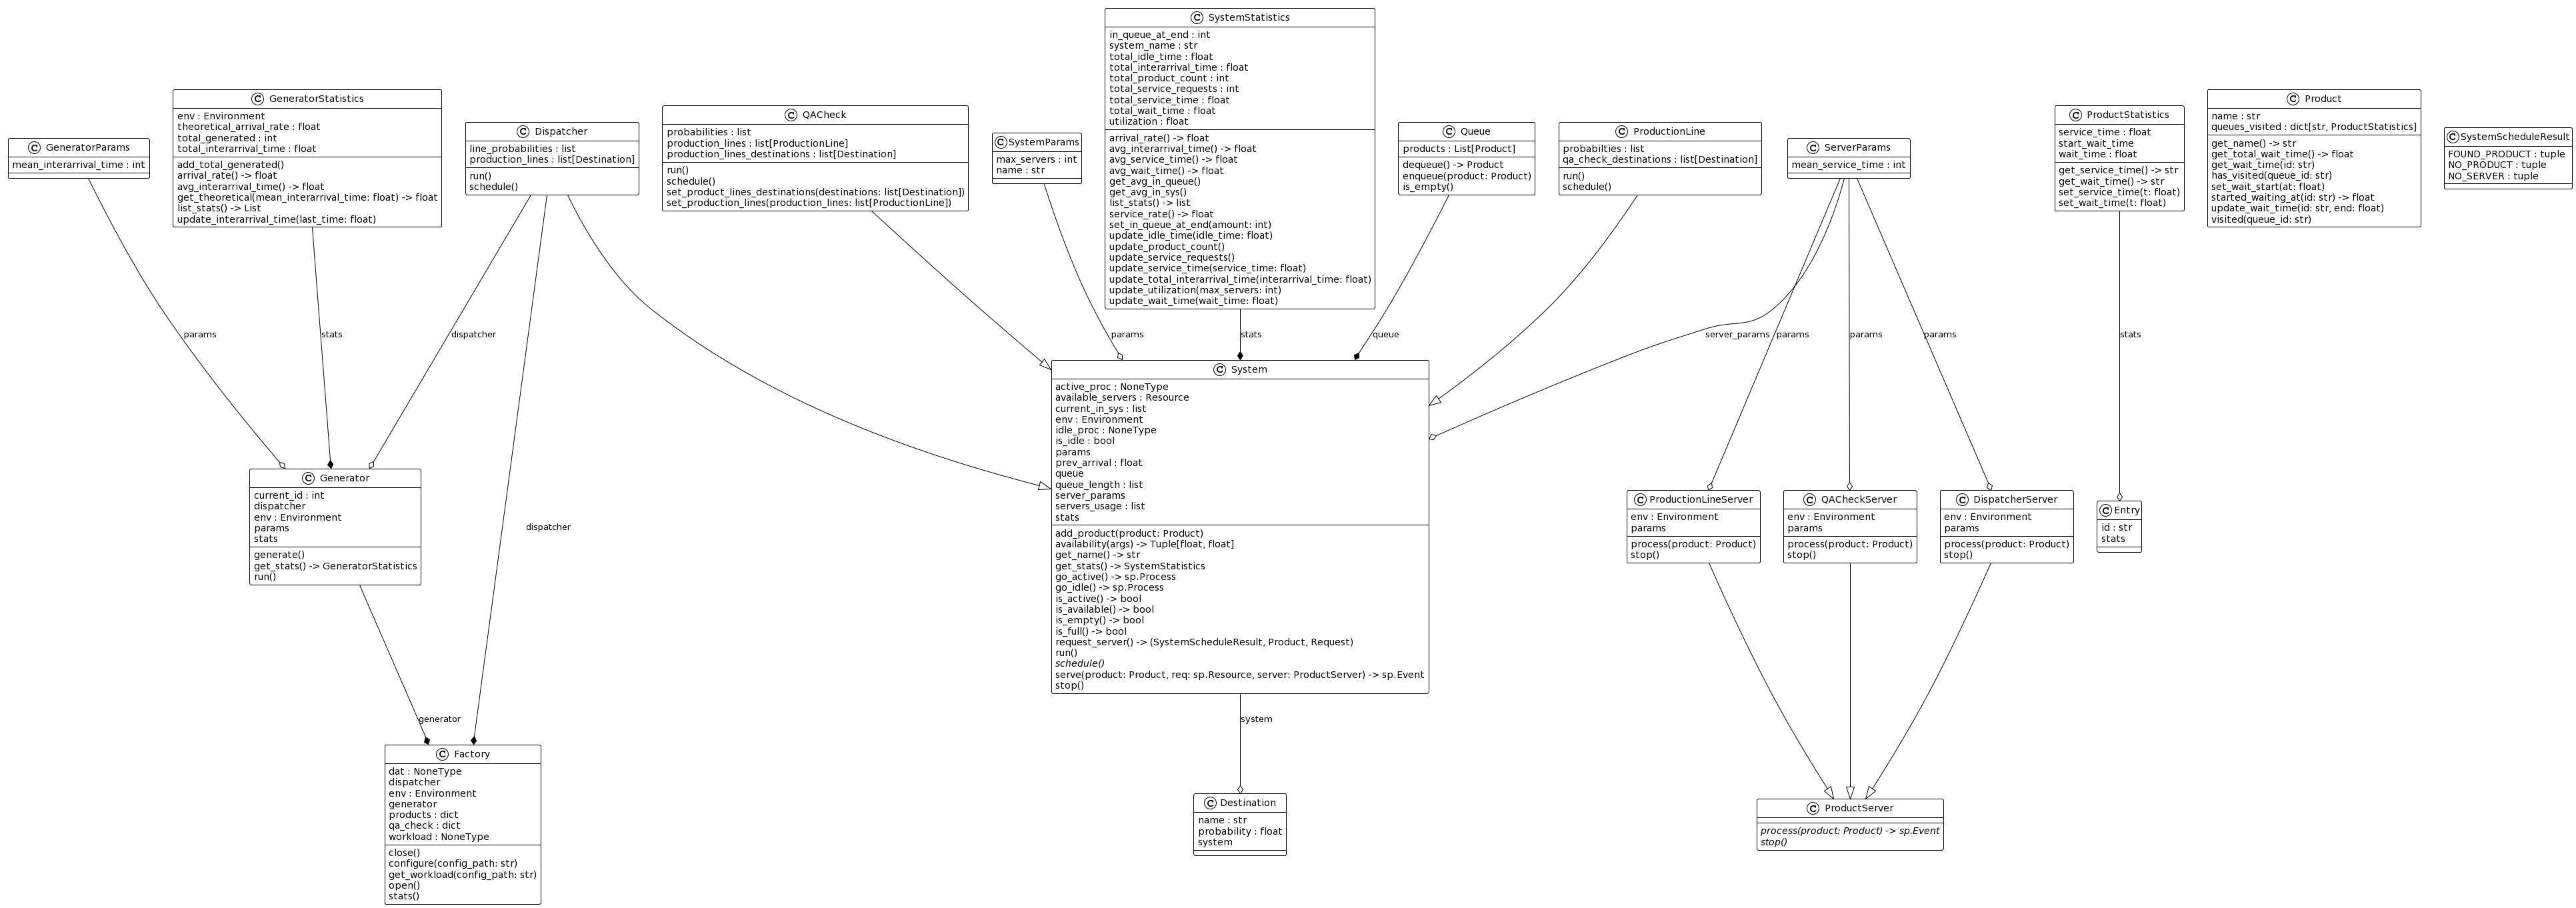 C SystemStatistics
in_queue_at_end : int
system_name : str
total_idle_time : float
total_interarrival_time : float
total_product_count : int
total_service_requests : int
total_service_time : float
total_wait_time : float
utilization : float
arrival_rate() -> float
avg_interarrival_time() -> float
avg_service_time() -> float
avg_wait_time() -> float
get_avg_in_queue()
get_avg_in_sys()
list_stats() -> list
service_rate() -> float
set_in_queue_at_end(amount: int)
update_idle_time(idle_time: float)
update_product_count()
update_service_requests()
update_service_time(service_time: float)
update_total_interarrival_time(interarrival_time: float)
update_utilization(max_servers: int)
update_wait_time(wait_time: float)
C GeneratorParams
mean_interarrival_time : int
C GeneratorStatistics
env : Environment
theoretical_arrival_rate : float
total_generated : int
total_interarrival_time : float
add_total_generated()
arrival_rate() -> float
avg_interarrival_time() -> float
get_theoretical(mean_interarrival_time: float) -> float
list_stats() -> List
update_interarrival_time(last_time: float)
C Dispatcher
line_probabilities : list
production_lines : list[Destination]
run()
schedule()
C QACheck
probabilities : list
production_lines : list[ProductionLine]
production_lines_destinations : list[Destination]
run()
schedule()
set_product_lines_destinations(destinations: list[Destination])
set_production_lines(production_lines: list[ProductionLine])
C SystemParams
max_servers : int
name : str
C Queue
products : List[Product]
dequeue() -> Product
enqueue(product: Product)
is_empty()
C ProductionLine
probabilties : list
qa_check_destinations : list[Destination]
run()
schedule()
C ServerParams
mean_service_time : int
C ProductStatistics
service_time : float
start_wait_time
wait_time : float
get_service_time() -> str
get_wait_time() -> str
set_service_time(t: float)
set_wait_time(t: float)
C Product
name : str
queues_visited : dict[str, ProductStatistics]
get_name() -> str
get_total_wait_time() -> float
get_wait_time(id: str)
has_visited(queue_id: str)
set_wait_start(at: float)
started_waiting_at(id: str) -> float
update_wait_time(id: str, end: float)
visited(queue_id: str)
C SystemScheduleResult
FOUND_PRODUCT : tuple
NO_PRODUCT : tuple
NO_SERVER : tuple
params
stats
dispatcher
params
stats
queue
server_params
params
params
params
stats
C Generator
current_id : int
dispatcher
env : Environment
params
stats
generate()
get_stats() -> GeneratorStatistics
run()
dispatcher
C System
active_proc : NoneType
available_servers : Resource
current_in_sys : list
env : Environment
idle_proc : NoneType
is_idle : bool
params
prev_arrival : float
queue
queue_length : list
server_params
servers_usage : list
stats
add_product(product: Product)
availability(args) -> Tuple[float, float]
get_name() -> str
get_stats() -> SystemStatistics
go_active() -> sp.Process
go_idle() -> sp.Process
is_active() -> bool
is_available() -> bool
is_empty() -> bool
is_full() -> bool
request_server() -> (SystemScheduleResult, Product, Request)
run()
schedule()
serve(product: Product, req: sp.Resource, server: ProductServer) -> sp.Event
stop()
C ProductionLineServer
env : Environment
params
process(product: Product)
stop()
C QACheckServer
env : Environment
params
process(product: Product)
stop()
C DispatcherServer
env : Environment
params
process(product: Product)
stop()
C Entry
id : str
stats
generator
system
C Factory
dat : NoneType
dispatcher
env : Environment
generator
products : dict
qa_check : dict
workload : NoneType
close()
configure(config_path: str)
get_workload(config_path: str)
open()
stats()
C Destination
name : str
probability : float
system
C ProductServer
process(product: Product) -> sp.Event
stop()